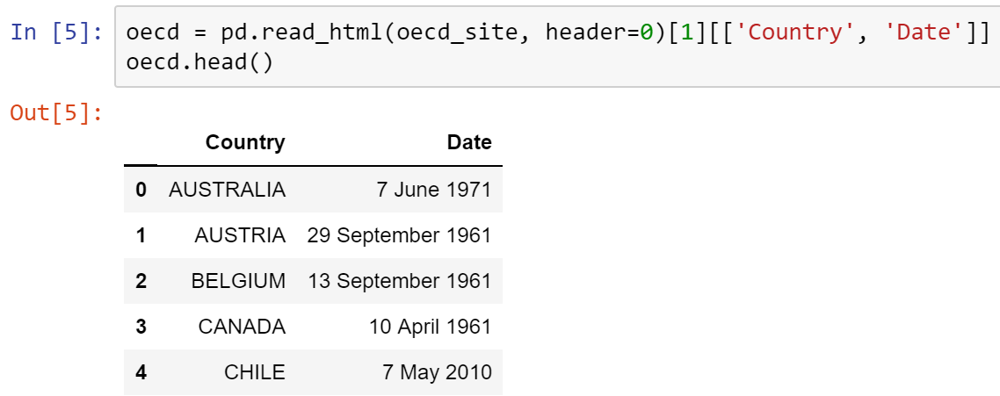 In [5]: oecd = pd.read_html(oecd_site, header=0)[1][['Country', 'Date']]
oecd.head()
Out[5]:
Country Date
0 AUSTRALIA 7 June 1971
1 AUSTRIA 29 September 1961
2 BELGIUM 13 September 1961
3 CANADA 10 April 1961
4 CHILE 7 May 2010